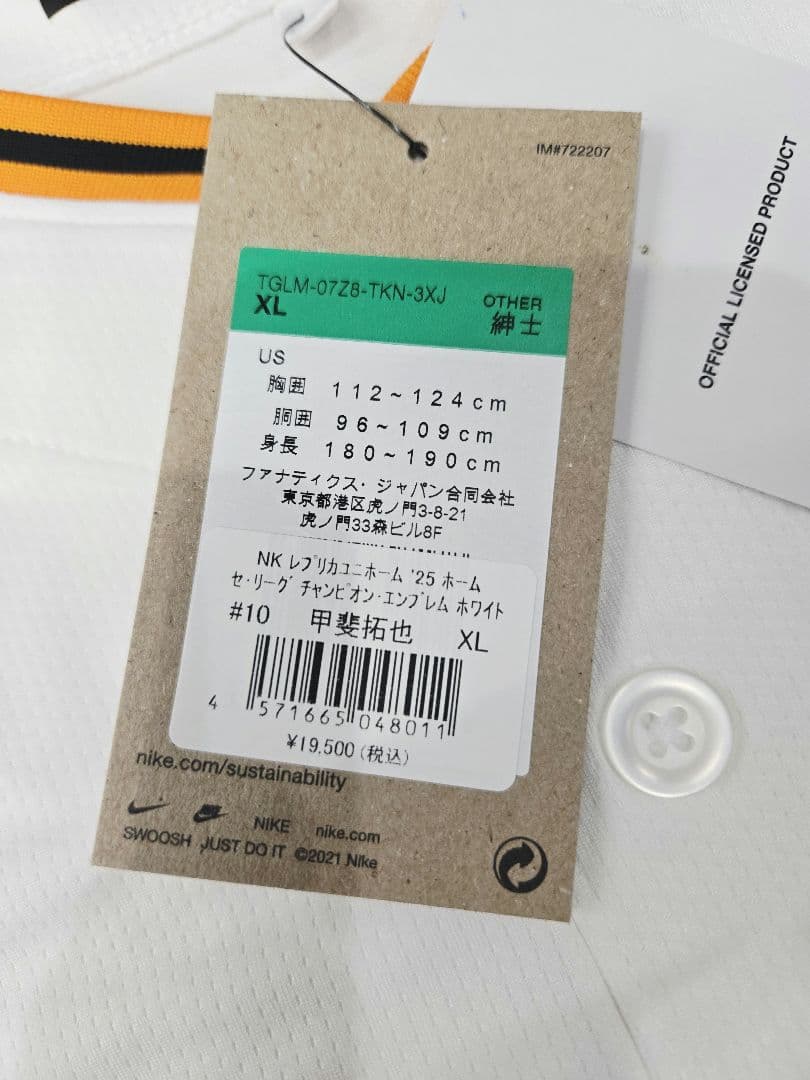 IM#722207
OFFICIAL LICENSED PRODUCT
TGLM-07Z8-TKN-3XJ
XL
OTHER
紳士
US
胸囲 112~124cm
胴囲 96~109cm
身長 180~190cm
ファナティクス・ジャパン合同会社
東京都港区虎ノ門3-8-21
虎ノ門33森ビル8F
NK レプリカユニホーム '25 ホーム
セ・リーグ チャンピオン・エンブレム ホワイト
#10 甲斐拓也 XL
4 571665 048011
¥19,500(税込)
nike.com/sustainability
NIKE nike.com
SWOOSH JUST DO IT ©2021 Nike